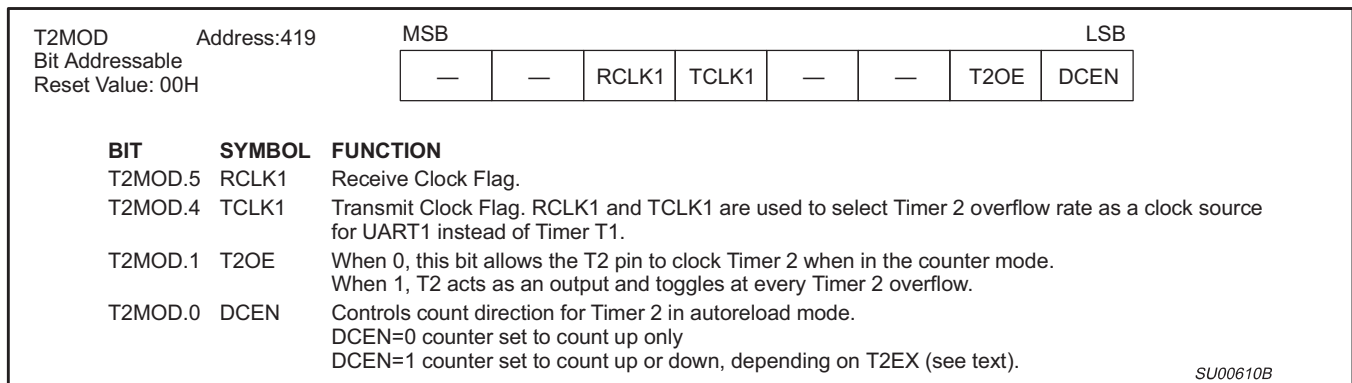 T2MOD Address:419 MSB LSB
Bit Addressable
Reset Value: 00H
— — RCLK1 TCLK1 — — T2OE DCEN
BIT SYMBOL FUNCTION
T2MOD.5 RCLK1 Receive Clock Flag.
T2MOD.4 TCLK1 Transmit Clock Flag. RCLK1 and TCLK1 are used to select Timer 2 overflow rate as a clock source
for UART1 instead of Timer T1.
T2MOD.1 T2OE When 0, this bit allows the T2 pin to clock Timer 2 when in the counter mode.
When 1, T2 acts as an output and toggles at every Timer 2 overflow.
T2MOD.0 DCEN Controls count direction for Timer 2 in autoreload mode.
DCEN=0 counter set to count up only
DCEN=1 counter set to count up or down, depending on T2EX (see text).
SU00610B